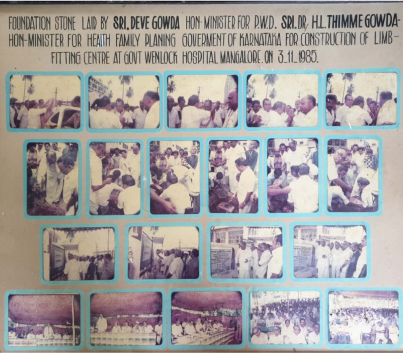 FOUNDATION STONE LAID BY SRI, DEVE GOWDA HON MINISTER FOR P.W.D. SRI. DR. H.L. THIMME GOWDA-
HON-MINISTER FOR HEALTH FAMILY PLANING GOVERMENT OF KARNATAKA FOR CONSTRUCTION OF LIMB-
FITTING CENTRE AT GOVT WENLOCK HOSPITAL MANGALORE. ON 3.11.1985.